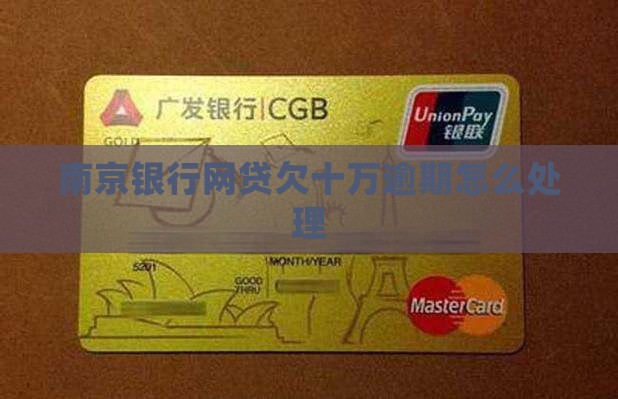 广发银行|CGB
UnionPay
银联
GOLD
南京银行网贷欠十万逾期怎么处
理
5201
MONTH/YEAR
GOOD
THRU
MasterCard